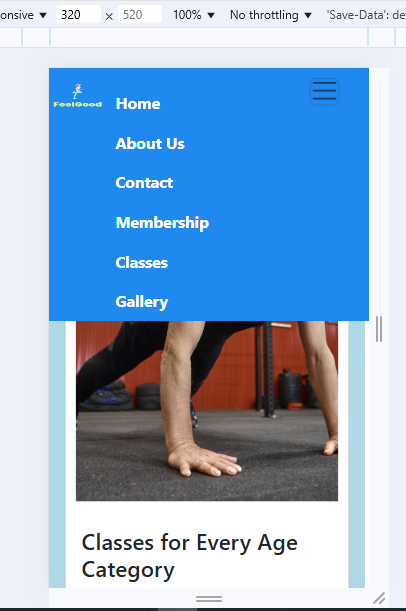 onsive ▼ 320 × 520 100% ▼ No throttling ▼ 'Save-Data': de
FeelGood
Home
About Us
Contact
Membership
Classes
Gallery
Classes for Every Age
Category